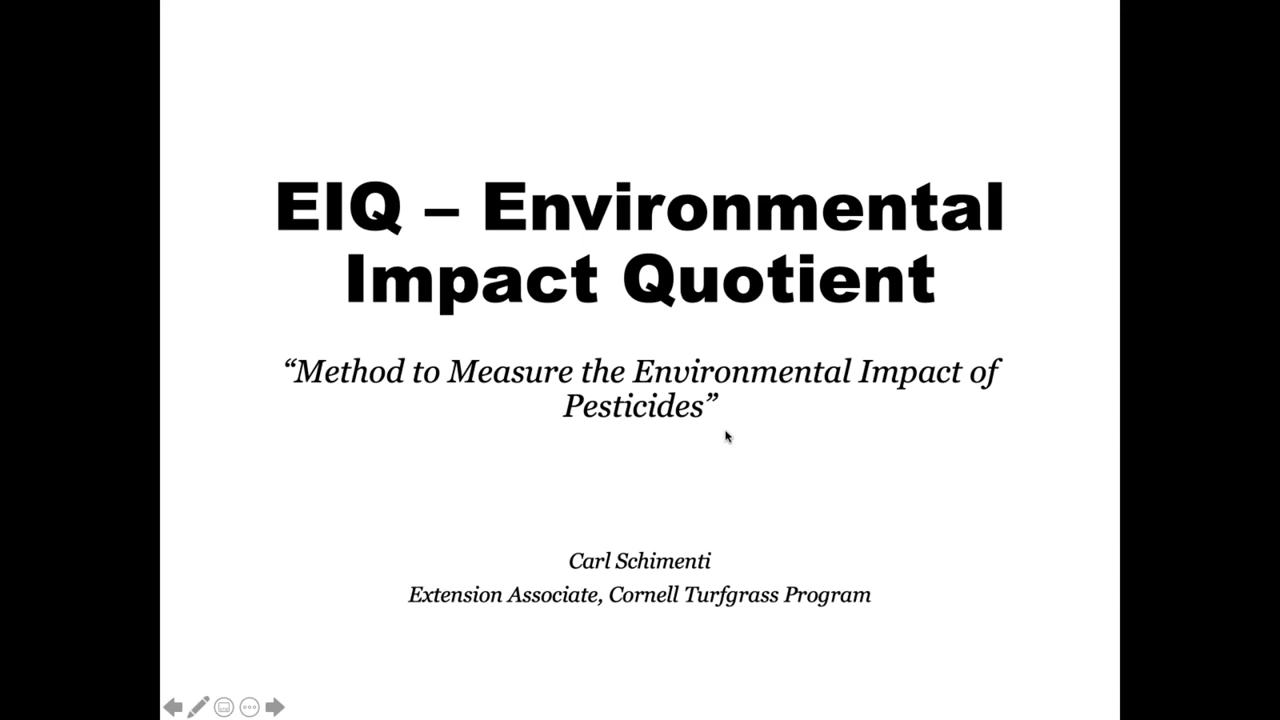 EIQ – Environmental
Impact Quotient
“Method to Measure the Environmental Impact of
Pesticides”
Carl Schimenti
Extension Associate, Cornell Turfgrass Program